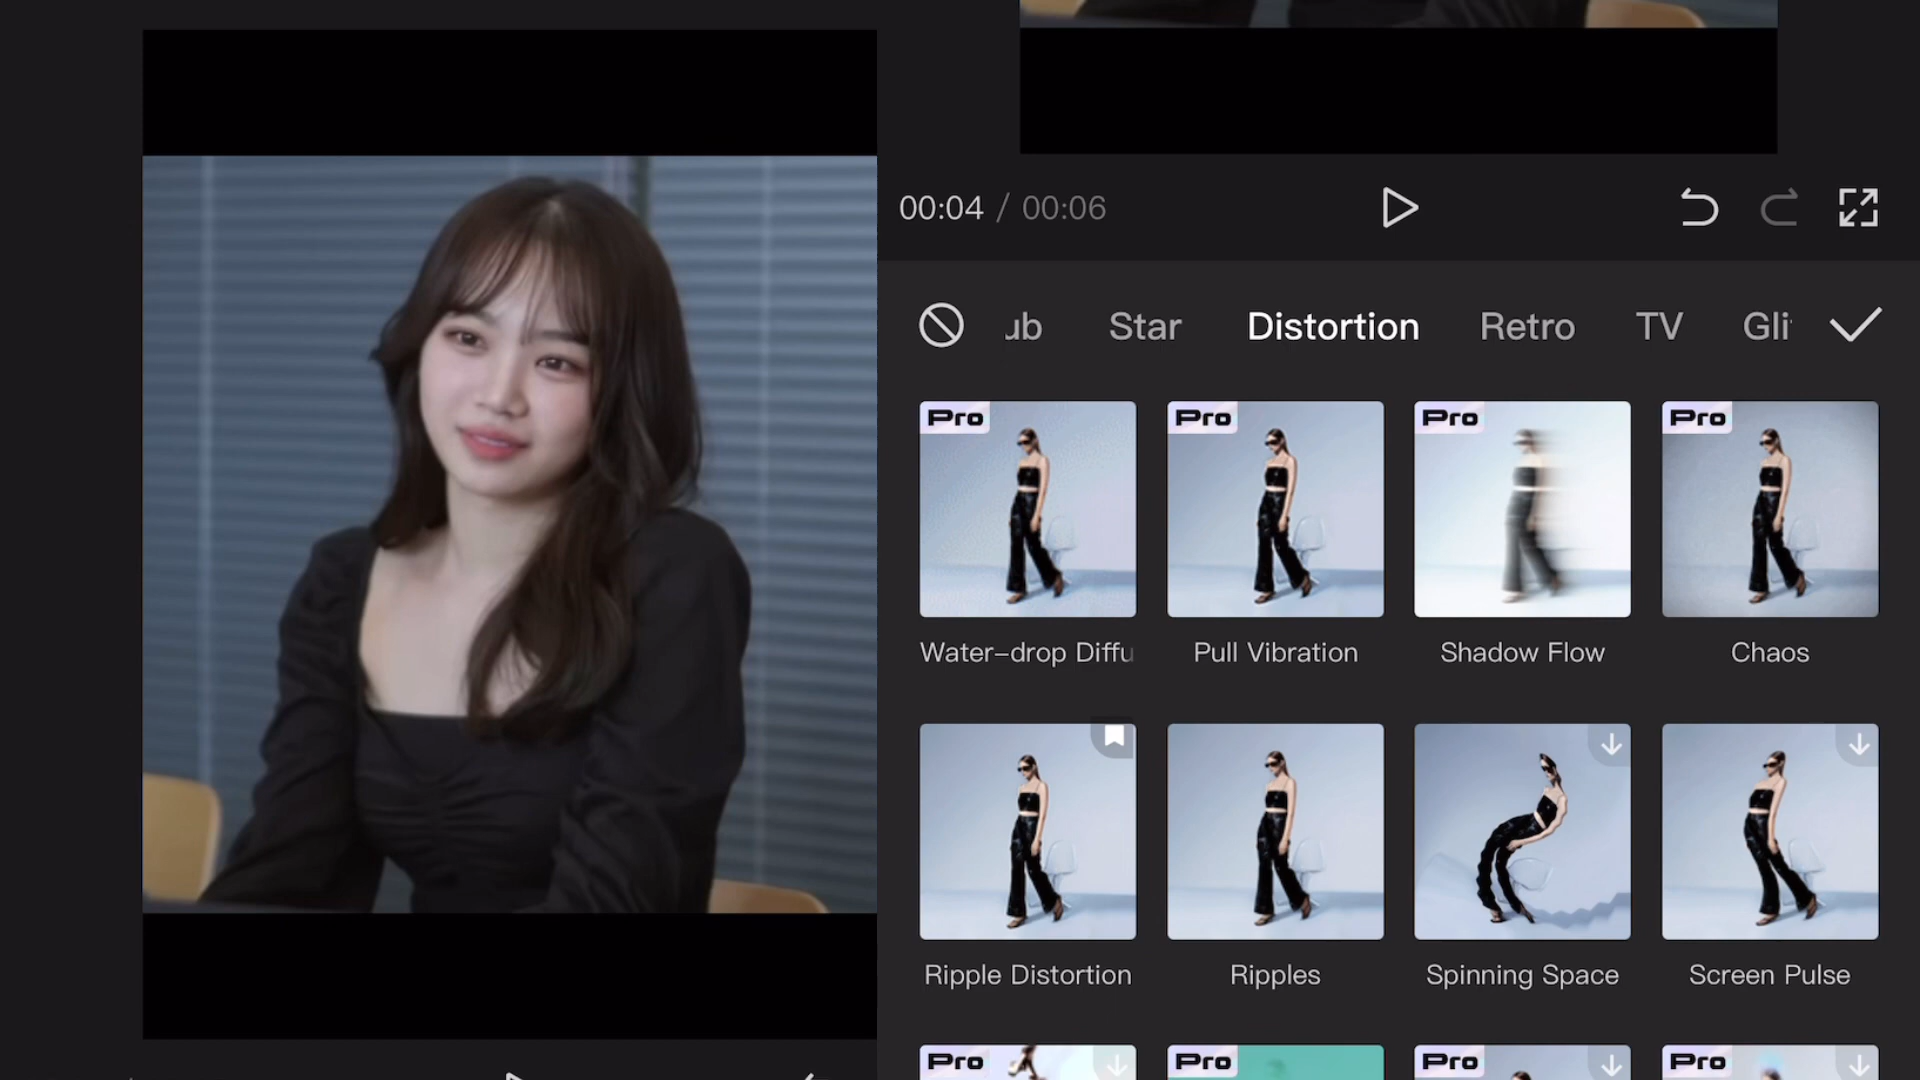 00:04 / 00:06
ub Star Distortion Retro TV Gli
Pro Pro Pro Pro
Water-drop Diffu Pull Vibration Shadow Flow Chaos
Ripple Distortion Ripples Spinning Space Screen Pulse
Pro Pro Pro Pro